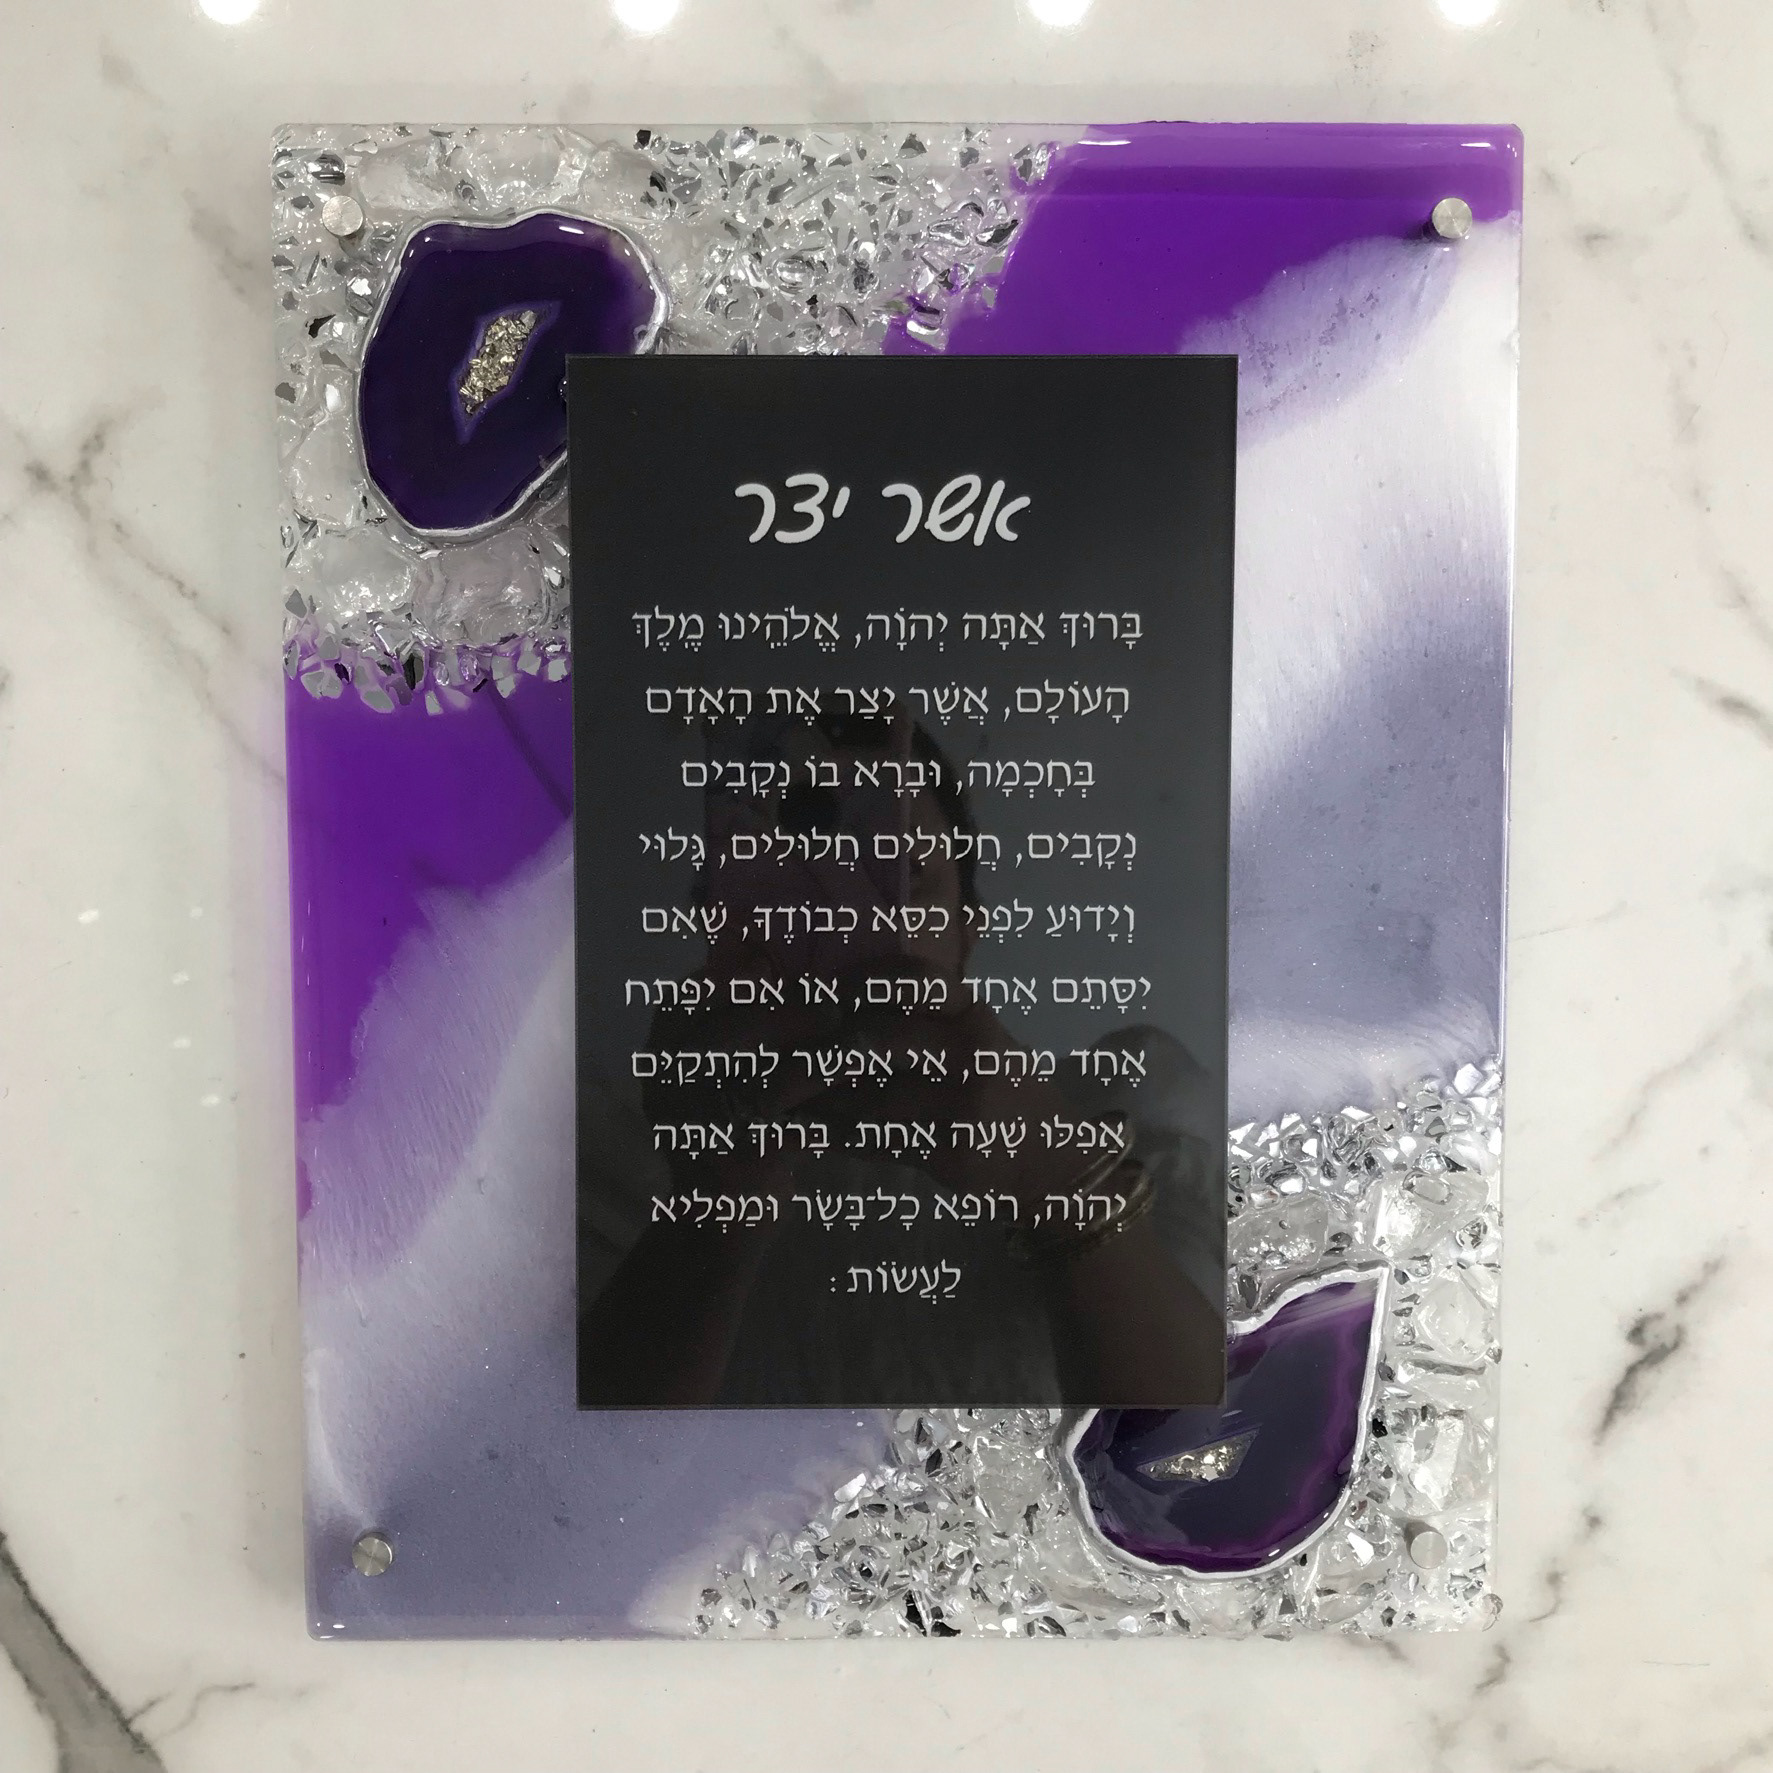 אשר יצר
בָּרוּךְ אַתָּה יְהֹוָה, אֱלֹהֵינוּ מֶלֶךְ
הָעוֹלָם, אֲשֶׁר יָצַר אֶת הָאָדָם
בְּחָכְמָה, וּבָרָא בוֹ נְקָבִים
נְקָבִים, חֲלוּלִים חֲלוּלִים, גָּלוּי
וְיָדוּעַ לִפְנֵי כִסֵּא כְבוֹדֶךָ, שֶׁאִם
יִסָּתֵם אֶחָד מֵהֶם, אוֹ אִם יִפָּתֵח
אֶחָד מֵהֶם, אֵי אֶפְשָׁר לְהִתְקַיֵּם
אַפִלּוּ שָׁעָה אֶחָת. בָּרוּךְ אַתָּה
יְהֹוָה, רוֹפֵא כָל־בָּשָׂר וּמַפְלִיא
לַעֲשׂוֹת: